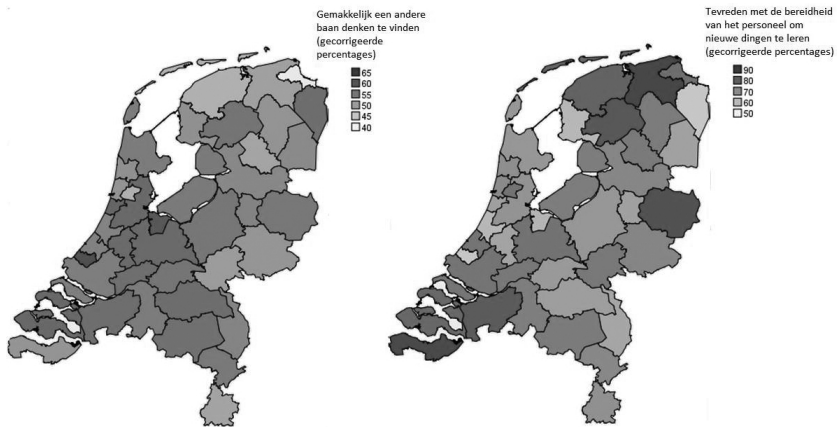 Gemakkelijk een andere
baan denken te vinden
(gecorrigeerde
percentages)
65
60
55
50
45
40
Tevreden met de bereidheid
van het personeel om
nieuwe dingen te leren
(gecorrigeerde percentages)
90
80
70
60
50